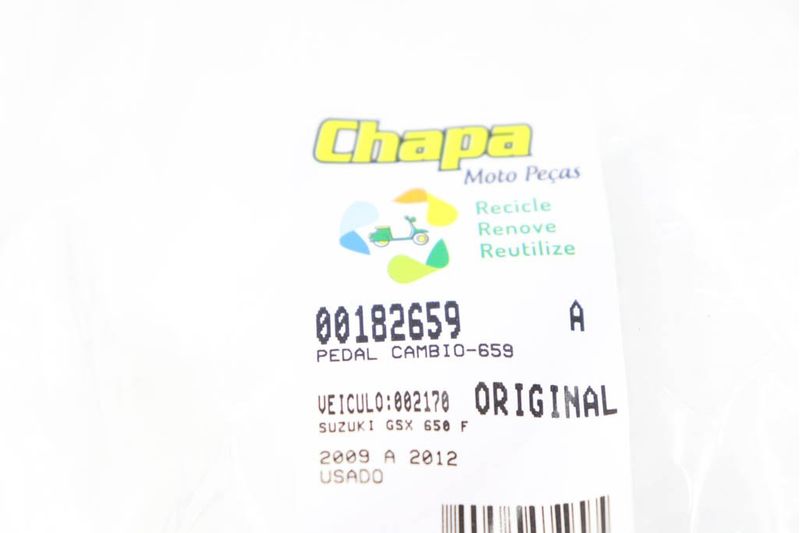 Chapa
Moto Peças
Recicle
Renove
Reutilize
00182659 A
PEDAL CAMBIO-659
VEICULO:002170 ORIGINAL
SUZUKI GSX 650 F
2009 A 2012
USADO